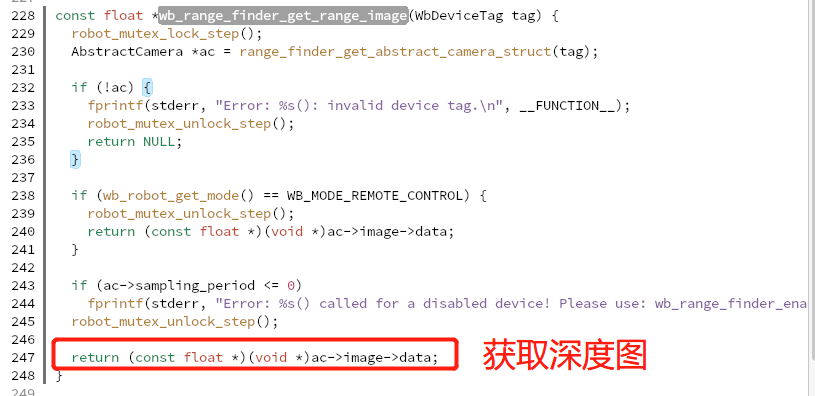 228 const float *wb_range_finder_get_range_image(WbDeviceTag tag) {
229 robot_mutex_lock_step();
230 AbstractCamera *ac = range_finder_get_abstract_camera_struct(tag);
231
232 if (!ac) {
233 fprintf(stderr, "Error: %s(): invalid device tag.\n", __FUNCTION__);
234 robot_mutex_unlock_step();
235 return NULL;
236 }
237
238 if (wb_robot_get_mode() == WB_MODE_REMOTE_CONTROL) {
239 robot_mutex_unlock_step();
240 return (const float *)(void *)ac->image->data;
241 }
242
243 if (ac->sampling_period <= 0)
244 fprintf(stderr, "Error: %s() called for a disabled device! Please use: wb_range_finder_ena
245 robot_mutex_unlock_step();
246
247 return (const float *)(void *)ac->image->data; 获取深度图
248 }
249